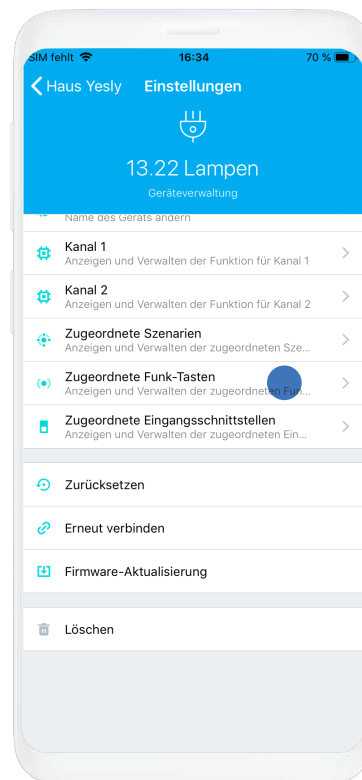 SIM fehlt 16:34 70 %
Haus Yesly Einstellungen
13.22 Lampen
Geräteverwaltung
Name des Geräts ändern
Kanal 1
Anzeigen und Verwalten der Funktion für Kanal 1
Kanal 2
Anzeigen und Verwalten der Funktion für Kanal 2
Zugeordnete Szenarien
Anzeigen und Verwalten der zugeordneten Sze...
Zugeordnete Funk-Tasten
Anzeigen und Verwalten der zugeordneten Fun...
Zugeordnete Eingangsschnittstellen
Anzeigen und Verwalten der zugeordneten Ein...
Zurücksetzen
Erneut verbinden
Firmware-Aktualisierung
Löschen